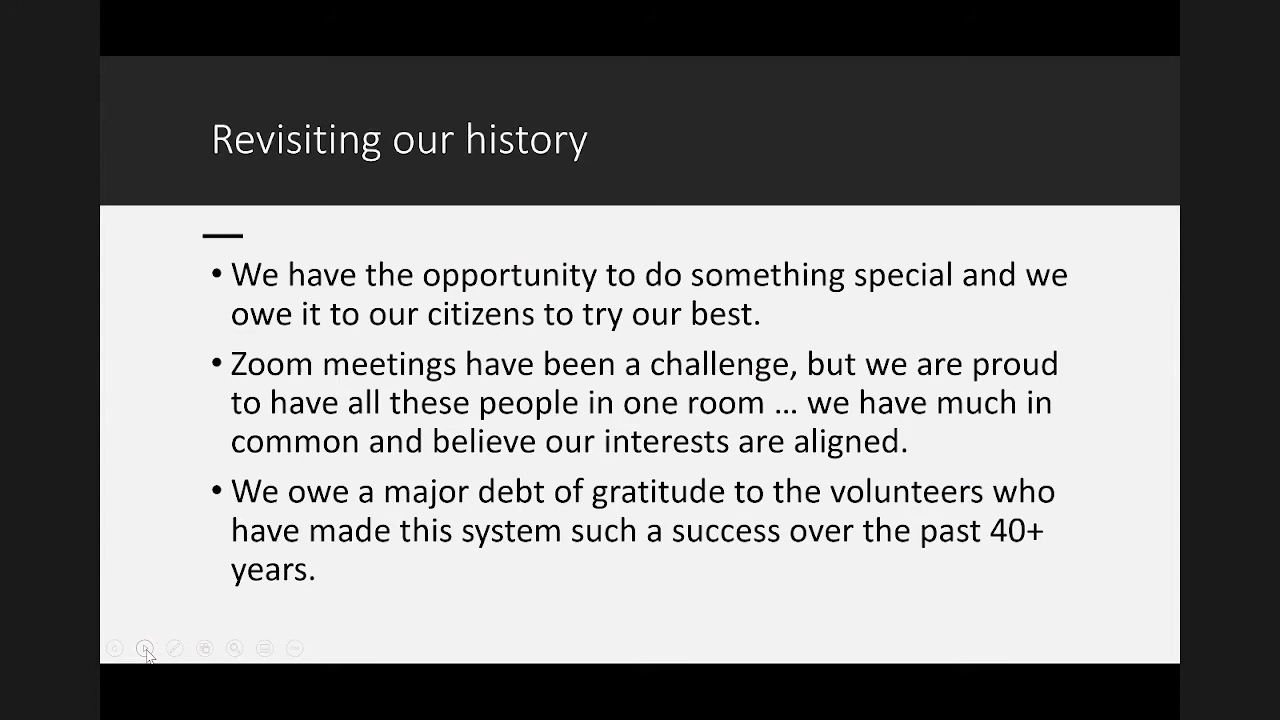 Revisiting our history
• We have the opportunity to do something special and we
owe it to our citizens to try our best.
• Zoom meetings have been a challenge, but we are proud
to have all these people in one room … we have much in
common and believe our interests are aligned.
• We owe a major debt of gratitude to the volunteers who
have made this system such a success over the past 40+
years.